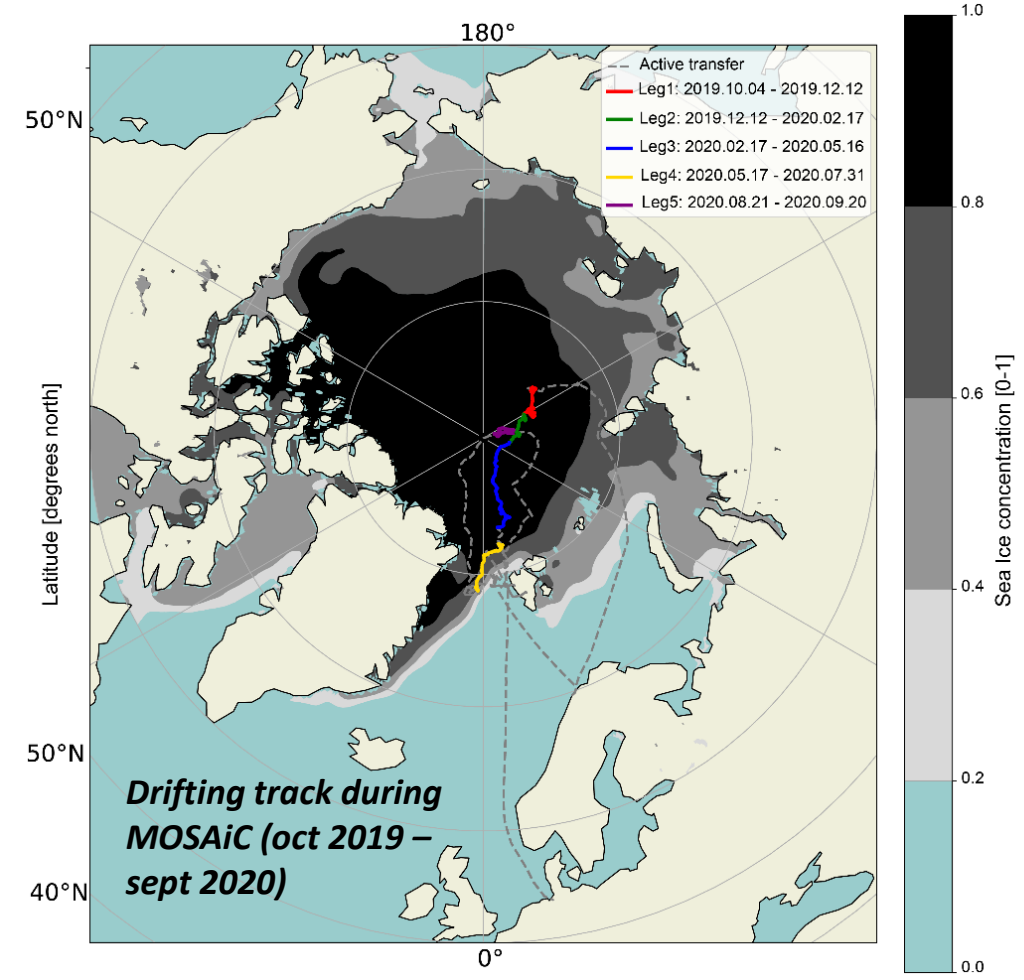 180°
50°N
Active transfer
Leg1: 2019.10.04 - 2019.12.12
Leg2: 2019.12.12 - 2020.02.17
Leg3: 2020.02.17 - 2020.05.16
Leg4: 2020.05.17 - 2020.07.31
Leg5: 2020.08.21 - 2020.09.20
Latitude [degrees north]
50°N
40°N
0°
Drifting track during
MOSAiC (oct 2019 –
sept 2020)
1.0
0.8
0.6
0.4
0.2
0.0
Sea Ice concentration [0-1]